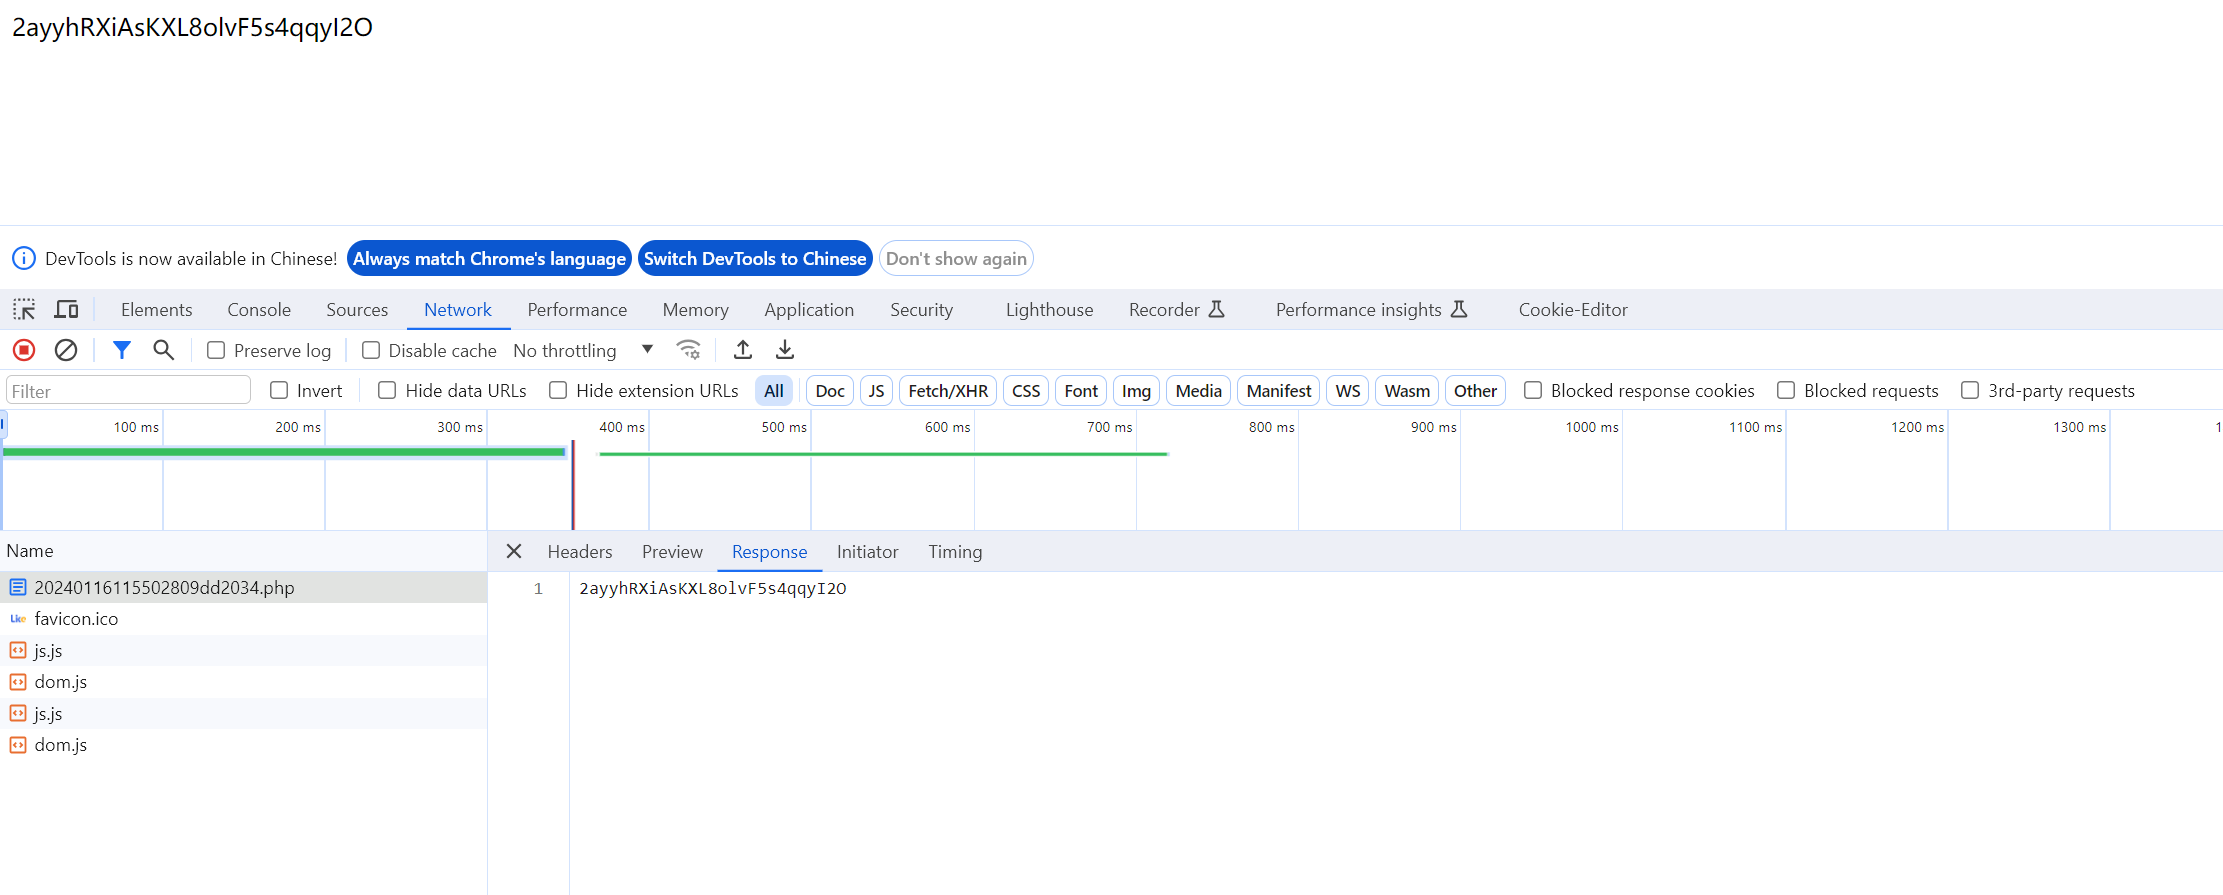 2ayyhRXiAsKXL8olvF5s4qqyI2O
DevTools is now available in Chinese! Always match Chrome's language Switch DevTools to Chinese Don't show again
Elements Console Sources Network Performance Memory Application Security Lighthouse Recorder Performance insights Cookie-Editor
Preserve log Disable cache No throttling
Filter Invert Hide data URLs Hide extension URLs All Doc JS Fetch/XHR CSS Font Img Media Manifest WS Wasm Other Blocked response cookies Blocked requests 3rd-party requests
100 ms 200 ms 300 ms 400 ms 500 ms 600 ms 700 ms 800 ms 900 ms 1000 ms 1100 ms 1200 ms 1300 ms 1
Name Headers Preview Response Initiator Timing
20240116115502809dd2034.php 1 2ayyhRXiAsKXL8olvF5s4qqyI2O
Like favicon.ico
js.js
dom.js
js.js
dom.js